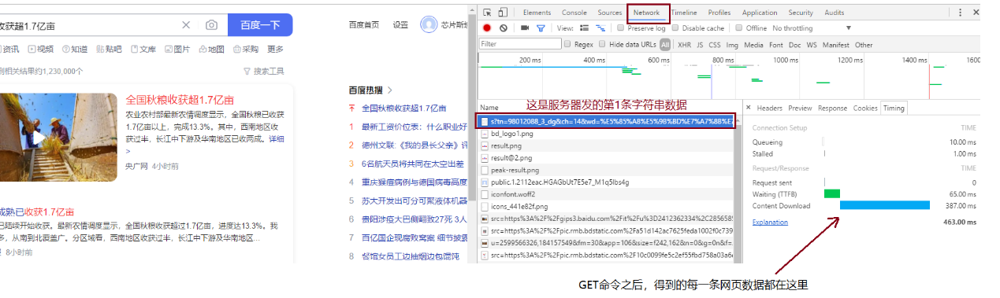 收获超1.7亿亩
百度一下
资讯 视频 知道 贴吧 文库 图片 地图 采购 更多
到相关结果约1,230,000个
搜索工具
全国秋粮收获超1.7亿亩
农业农村部最新农情调度显示,全国秋粮已收获
1.7亿亩以上,完成13.3%。其中,西南地区收
获过半,长江中下游及华南地区已收两成。详细
>
央广网 4小时前
成熟已收获1.7亿亩
已陆续开始收获。最新农情调度显示,全国秋粮收获超过1.7亿亩,进度达13.3%。我
多,从南到北覆盖广。分区域看,西南地区收获过半,长江中下游及华南地区...
8小时前
百度首页 设置 芯片斯
百度热搜 >
全国秋粮收获超1.7亿亩
1 最新工资价位表:什么职业好
2 德州文联:《我的县长父亲》评
3 6名航天员将共同在太空出差
4 重庆猴痘病例与德国病毒高度
5 苏大开发出可分可聚液体机器
6 贵阳涉疫大巴侧翻致27死 3人
7 百亿国企现腐败窝案 细节披露
8 餐馆女员工边抽烟边包馄饨
Elements Console Sources Network Timeline Profiles Application Security Audits
View: Preserve log Disable cache Offline No throttling
Filter Regex Hide data URLs All XHR JS CSS Img Media Font Doc WS Manifest Other
200 ms 400 ms 600 ms 800 ms 1000 ms 1200 ms 1400 ms 1600
Name
这是服务器发的第1条字符串数据
s?tn=98012088_3_dg&ch=14&wd=%E5%85%A8%E5%9B%BD%E7%A7%8B%E7
bd_logo1.png
result.png
result@2.png
peak-result.png
public.1.2112eac.HGAGbUt7E5e7_M1q5lbs4g
iconfont.woff2
icons_441e82f.png
src=https%3A%2F%2Fgips3.baidu.com%2Fit%2Fu%3D2412362334%2C285658
src=https%3A%2F%2Fpic.rmb.bdstatic.com%2Fa51d142ac7625feda1002f0c739
u=2599566326,184157549&fm=30&app=106&size=f242,162&n=0&g=0n&f=
src=https%3A%2F%2Fpic.rmb.bdstatic.com%2F10c0099fe5c2ef55fbd758a03a6
Headers Preview Response Cookies Timing
Connection Setup TIME
Queueing 10.00 ms
Stalled 1.00 ms
Request/Response TIME
Request sent 0
Waiting (TTFB) 65.00 ms
Content Download 387.00 ms
Explanation 463.00 ms
GET命令之后,得到的每一条网页数据都在这里